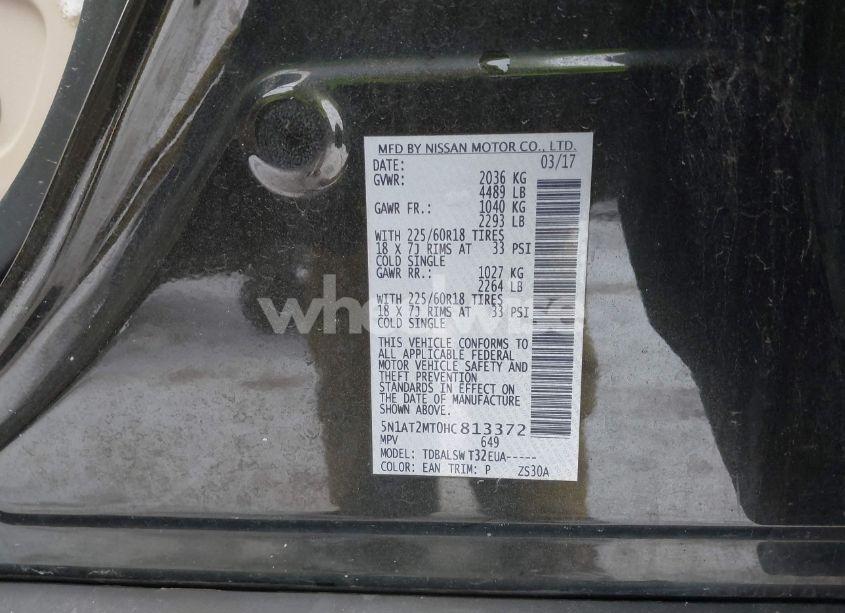 MFD BY NISSAN MOTOR CO., LTD.
DATE: 03/17
GVWR: 2036 KG
4489 LB
GAWR FR.: 1040 KG
2293 LB
WITH 225/60R18 TIRES
18 X 7J RIMS AT 33 PSI
COLD SINGLE
GAWR RR.: 1027 KG
2264 LB
WITH 225/60R18 TIRES
18 X 7J RIMS AT 33 PSI
COLD SINGLE
THIS VEHICLE CONFORMS TO
ALL APPLICABLE FEDERAL
MOTOR VEHICLE SAFETY AND
THEFT PREVENTION
STANDARDS IN EFFECT ON
THE DATE OF MANUFACTURE
SHOWN ABOVE.
5N1AT2MT0HC813372
MPV 649
MODEL: TDBALSW T32EUA-----
COLOR: EAN TRIM: P ZS30A
wheelwise